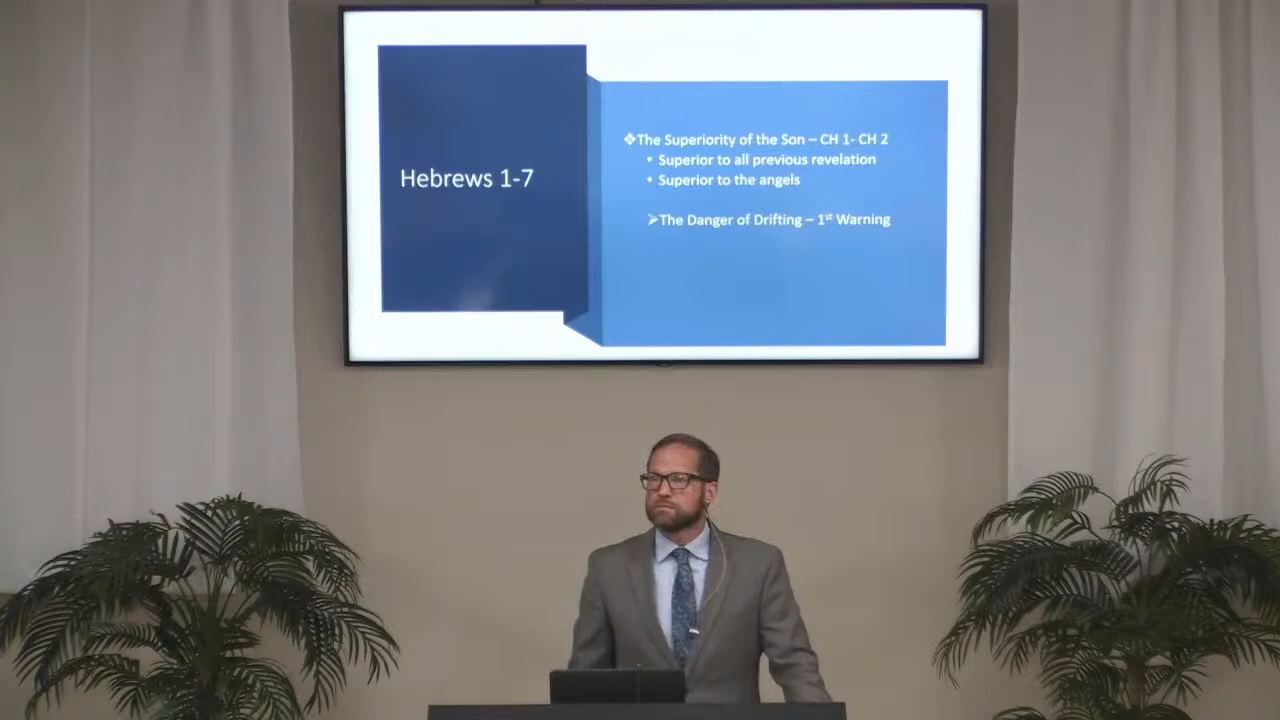 Hebrews 1-7
❖The Superiority of the Son – CH 1- CH 2
• Superior to all previous revelation
• Superior to the angels
➢The Danger of Drifting – 1st Warning